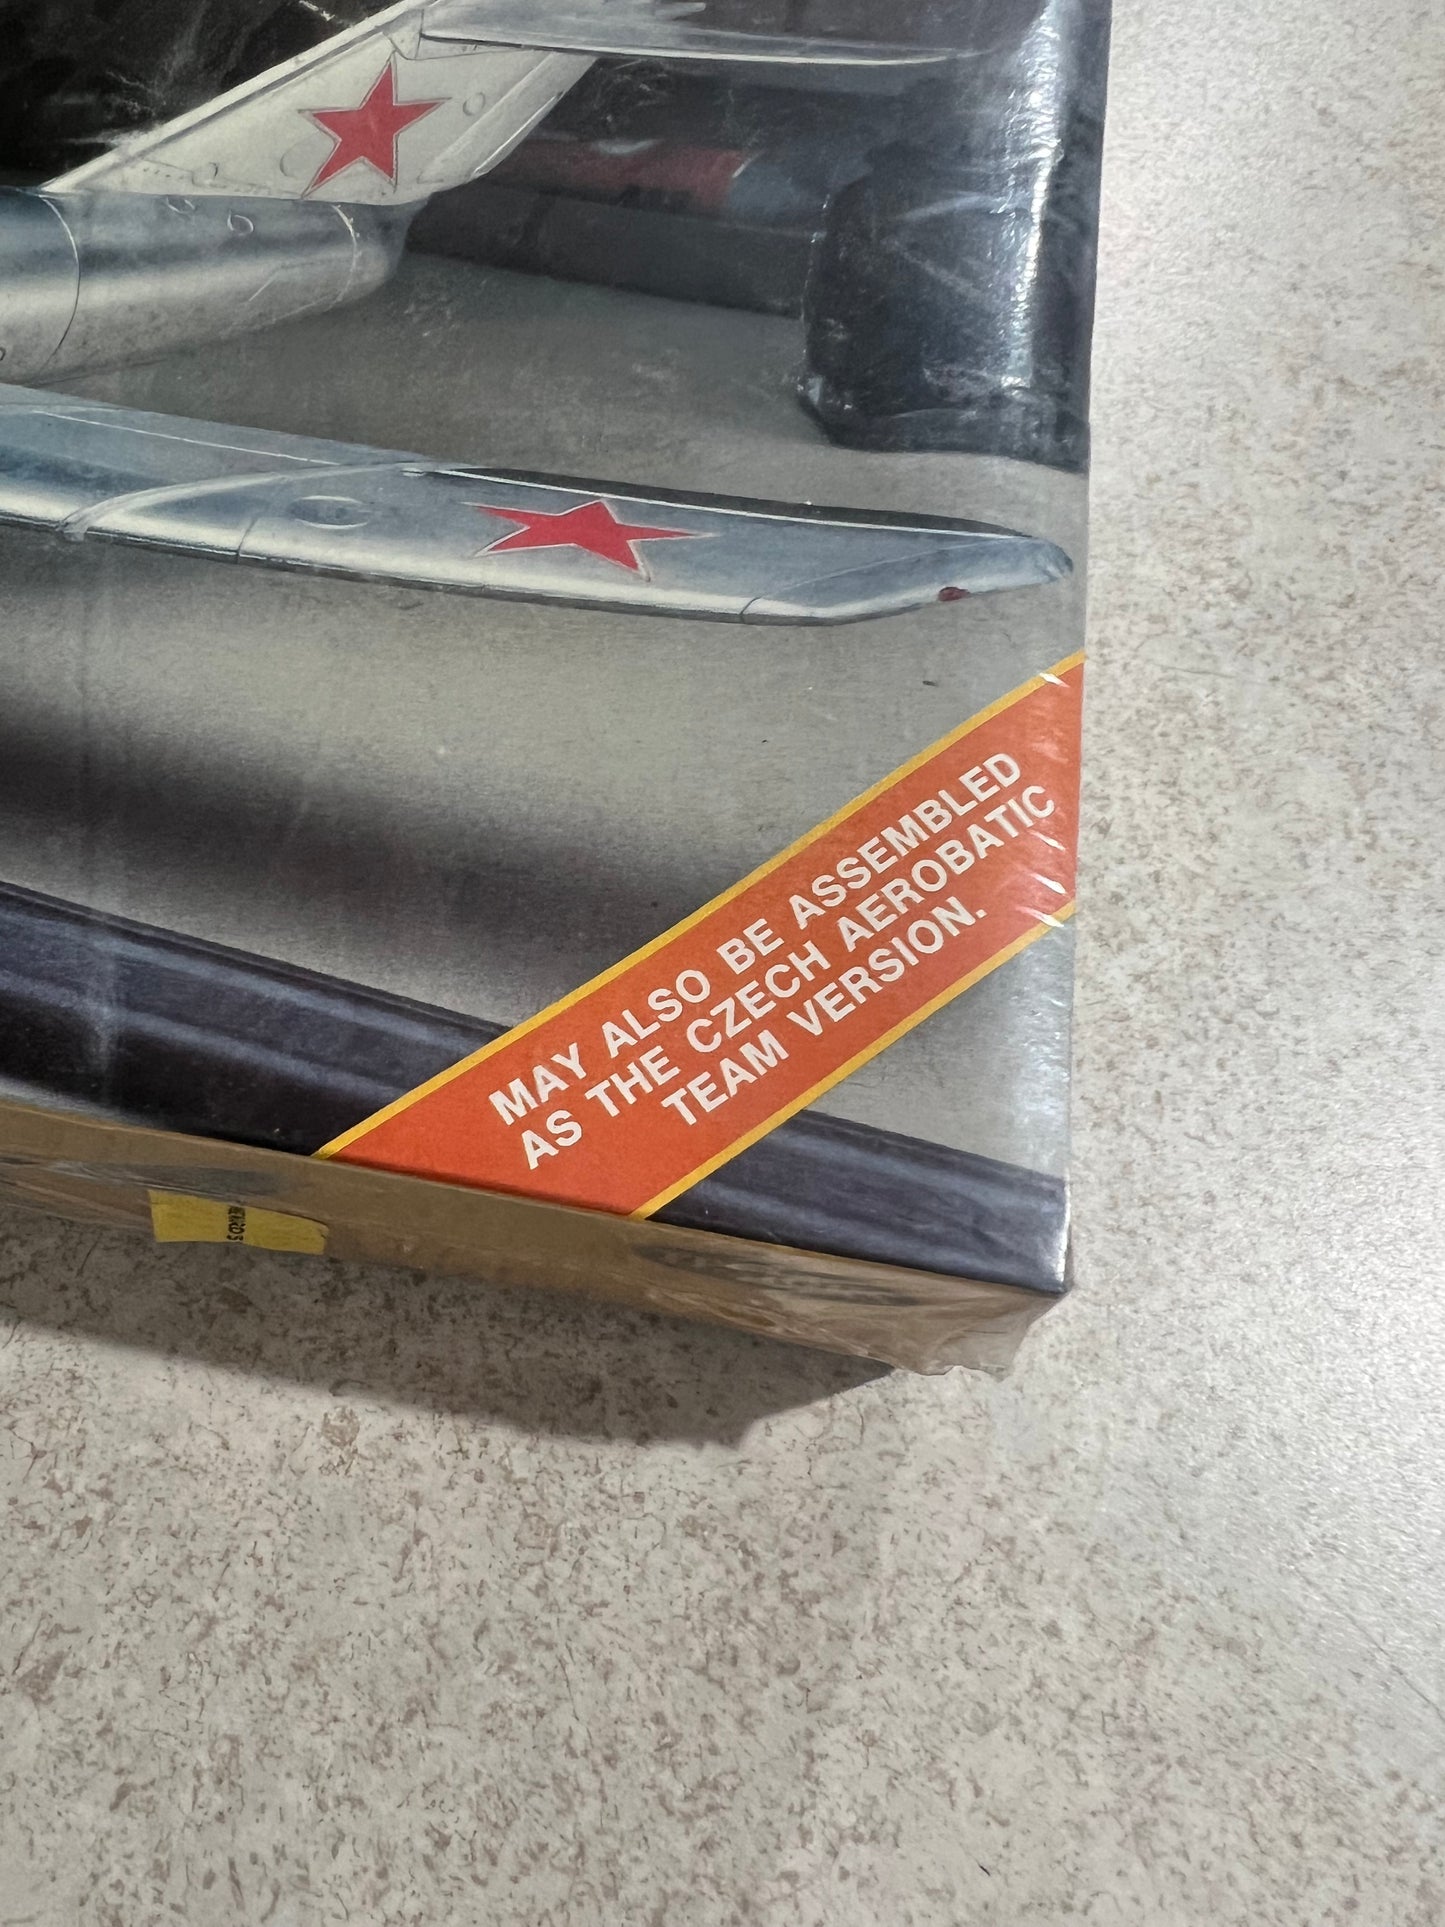 MAY ALSO BE ASSEMBLED
AS THE CZECH AEROBATIC
TEAM VERSION.